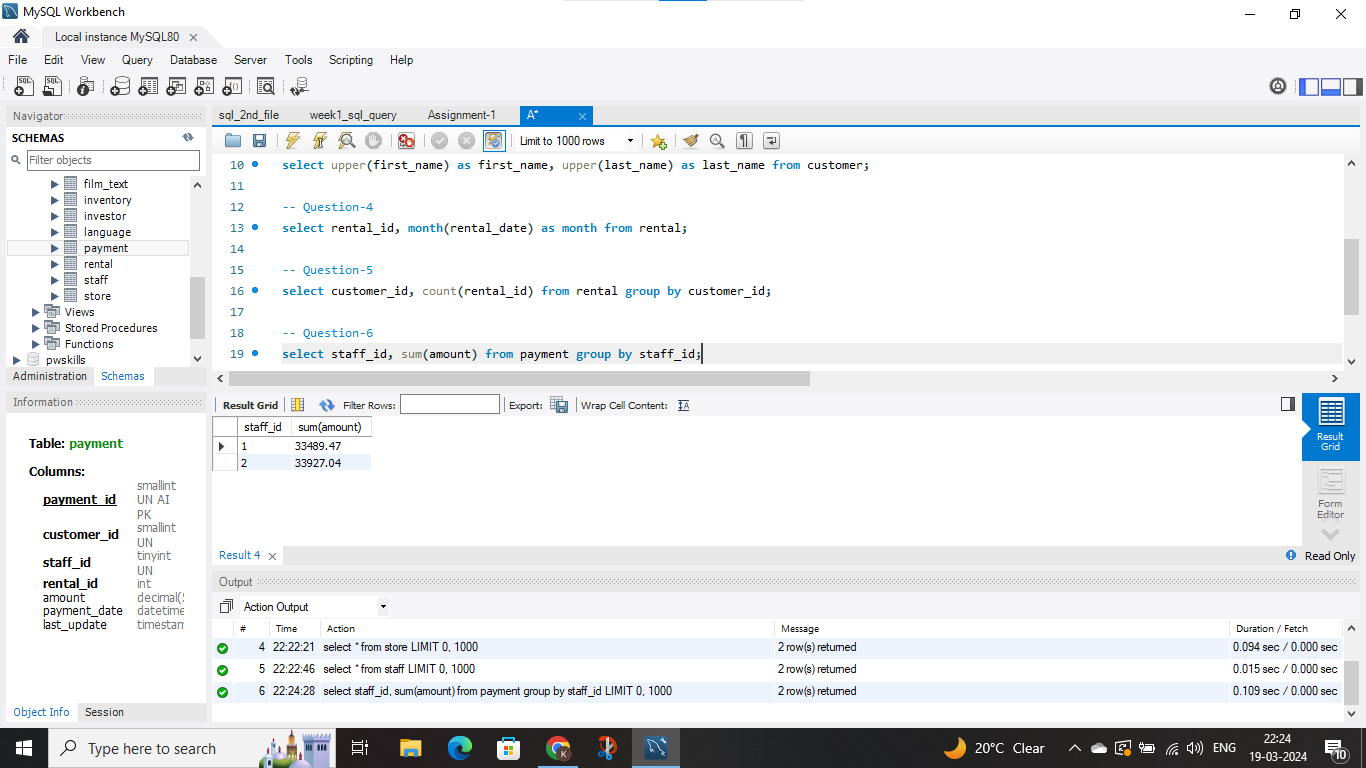 MySQL Workbench
Local instance MySQL80
File Edit View Query Database Server Tools Scripting Help
Navigator
SCHEMAS
Filter objects
film_text
inventory
investor
language
payment
rental
staff
store
Views
Stored Procedures
Functions
pwskills
Administration Schemas
Information
Table: payment
Columns:
payment_id smallint UN AI PK
customer_id smallint UN
staff_id tinyint UN
rental_id int
amount decimal(
payment_date datetime
last_update timestam
Object Info Session
sql_2nd_file week1_sql_query Assignment-1 A*
Limit to 1000 rows
10 select upper(first_name) as first_name, upper(last_name) as last_name from customer;
11
12 -- Question-4
13 select rental_id, month(rental_date) as month from rental;
14
15 -- Question-5
16 select customer_id, count(rental_id) from rental group by customer_id;
17
18 -- Question-6
19 select staff_id, sum(amount) from payment group by staff_id;
Result Grid Filter Rows: Export: Wrap Cell Content:
staff_id sum(amount)
1 33489.47
2 33927.04
Result Grid
Form Editor
Result 4
Read Only
Output
Action Output
# Time Action Message Duration / Fetch
4 22:22:21 select * from store LIMIT 0, 1000 2 row(s) returned 0.094 sec / 0.000 sec
5 22:22:46 select * from staff LIMIT 0, 1000 2 row(s) returned 0.015 sec / 0.000 sec
6 22:24:28 select staff_id, sum(amount) from payment group by staff_id LIMIT 0, 1000 2 row(s) returned 0.109 sec / 0.000 sec
Type here to search
20°C Clear
ENG
22:24
19-03-2024
10